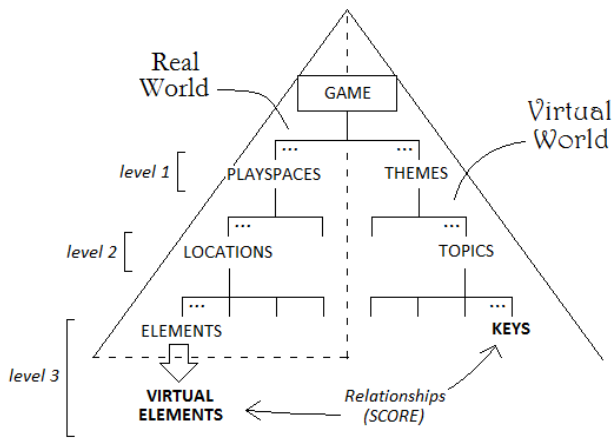 Real
World
GAME
Virtual
World
...
...
level 1
PLAYSPACES
THEMES
...
...
level 2
LOCATIONS
TOPICS
...
...
ELEMENTS
KEYS
level 3
VIRTUAL
ELEMENTS
Relationships
(SCORE)